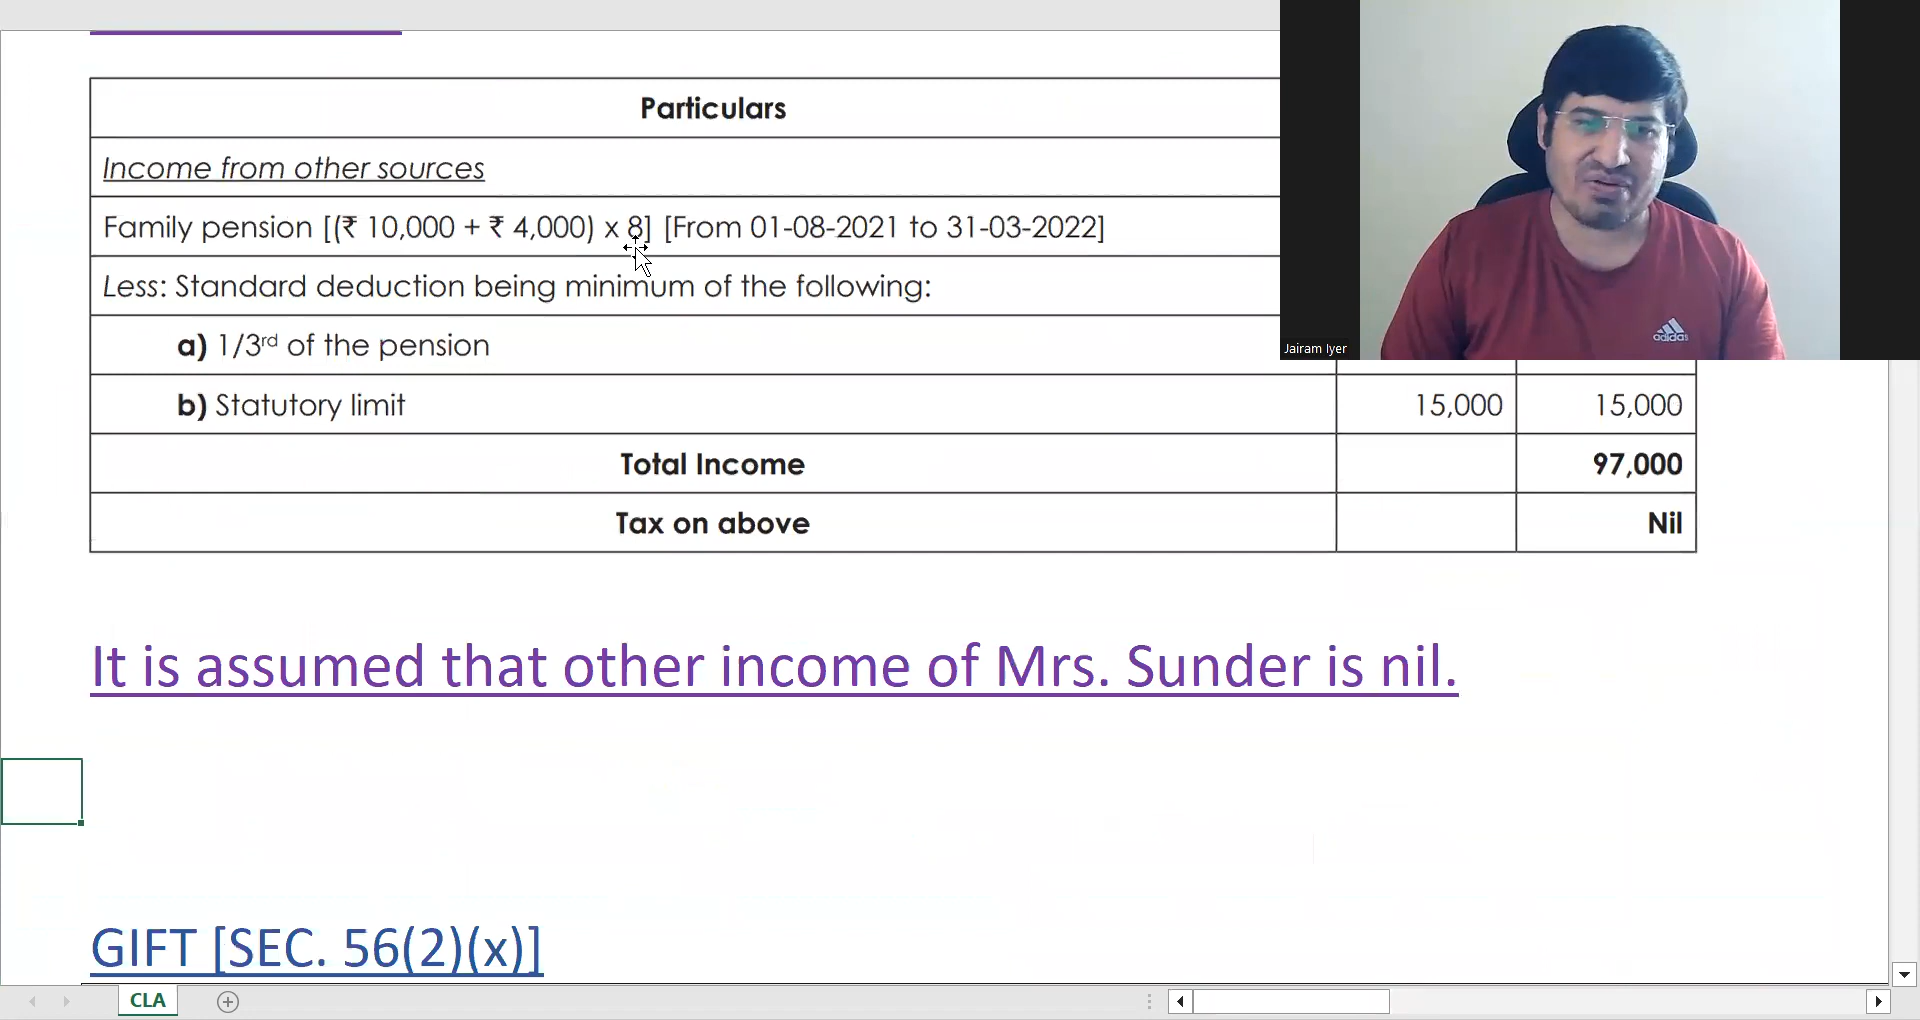 Particulars
Income from other sources
Family pension [(₹ 10,000 + ₹ 4,000) x 8] [From 01-08-2021 to 31-03-2022]
Less: Standard deduction being minimum of the following:
a) 1/3rd of the pension
b) Statutory limit 15,000 15,000
Total Income 97,000
Tax on above Nil
It is assumed that other income of Mrs. Sunder is nil.
GIFT [SEC. 56(2)(x)]
CLA
Jairam Iyer
adidas